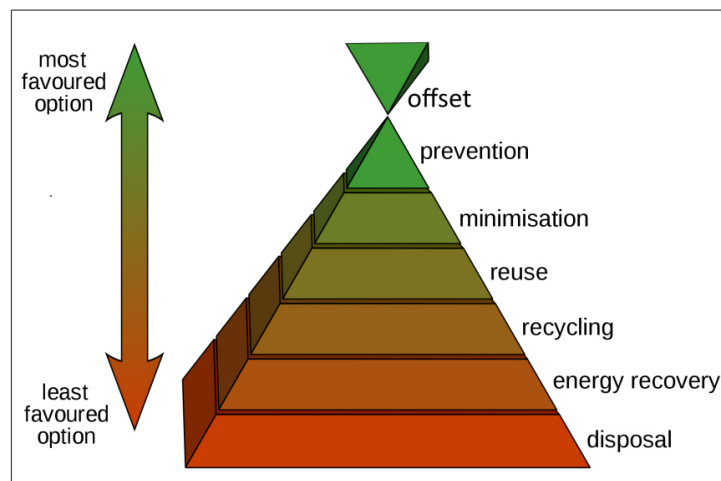 most
favoured
option
offset
prevention
minimisation
reuse
recycling
energy recovery
disposal
least
favoured
option